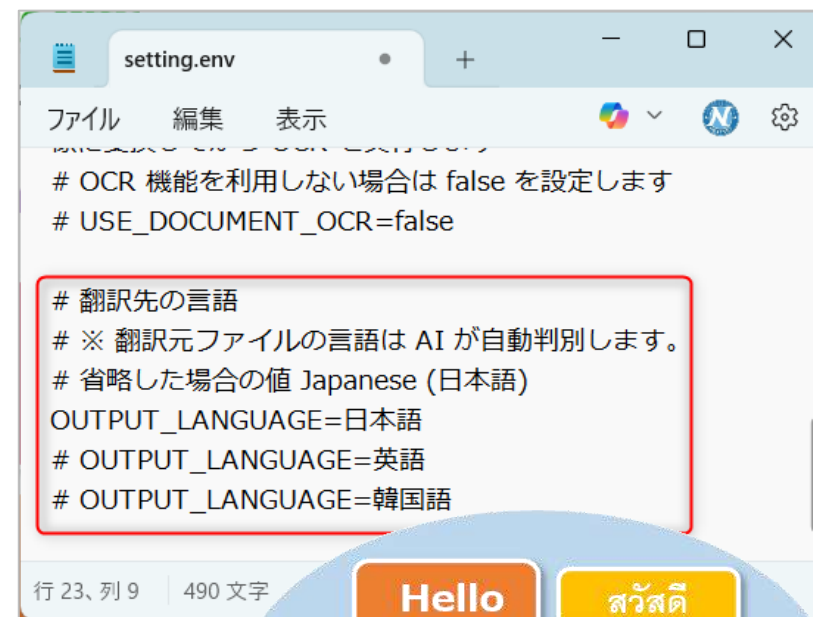 setting.env
ファイル 編集 表示
# OCR 機能を利用しない場合は false を設定します
# USE_DOCUMENT_OCR=false
# 翻訳先の言語
# ※ 翻訳元ファイルの言語は AI が自動判別します。
# 省略した場合の値 Japanese (日本語)
OUTPUT_LANGUAGE=日本語
# OUTPUT_LANGUAGE=英語
# OUTPUT_LANGUAGE=韓国語
行 23、列 9 490 文字
Hello
สวัสดี